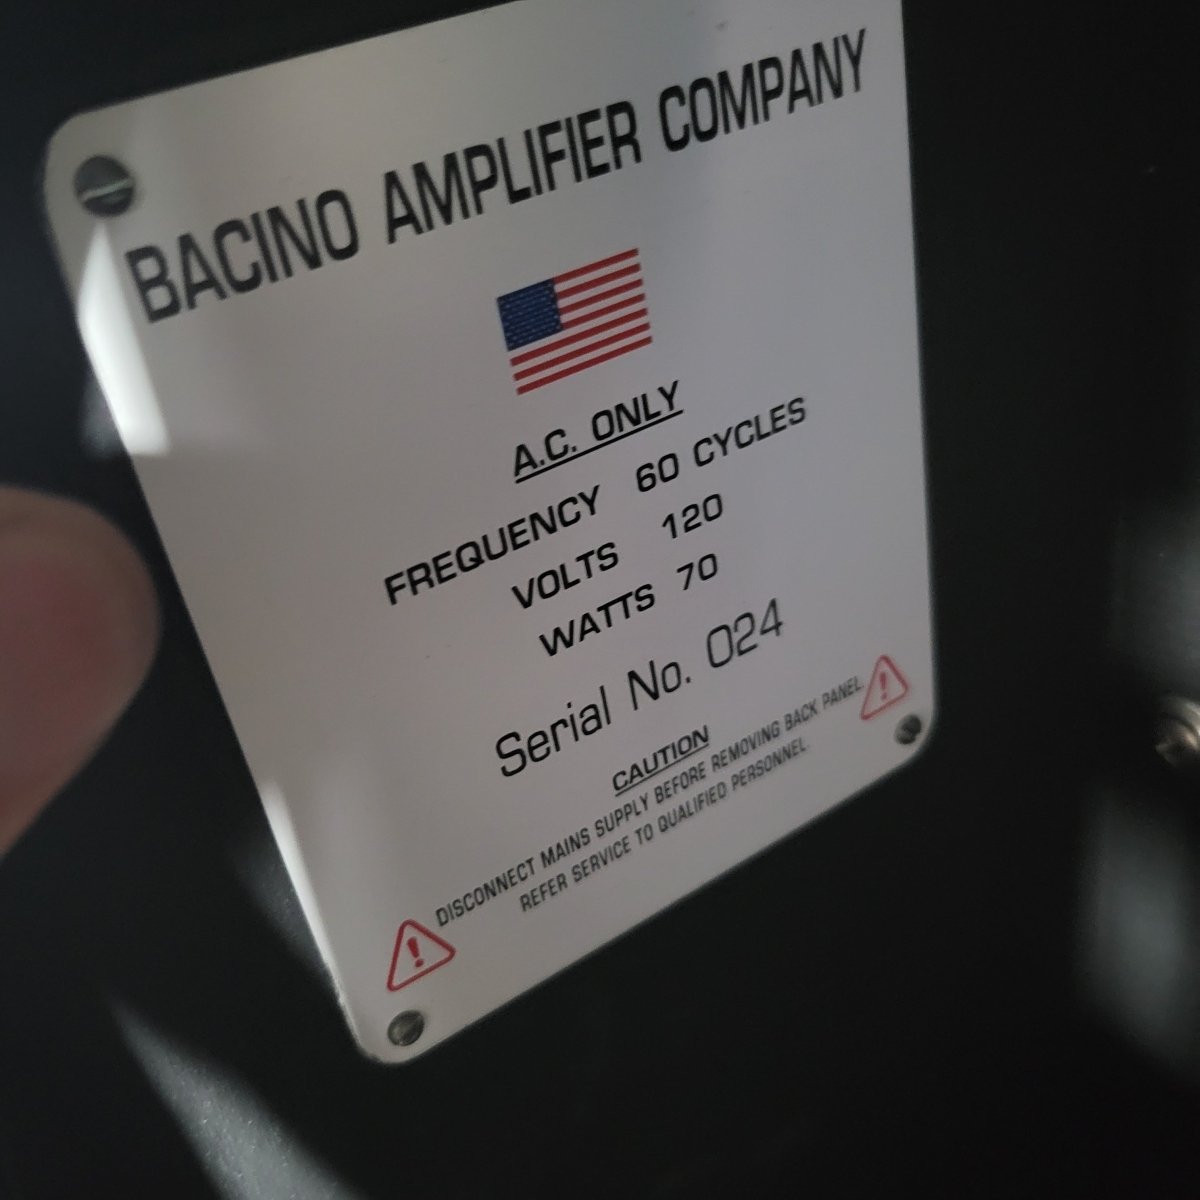 BACINO AMPLIFIER COMPANY
A.C. ONLY
FREQUENCY 60 CYCLES
VOLTS 120
WATTS 70
Serial No. 024
CAUTION
DISCONNECT MAINS SUPPLY BEFORE REMOVING BACK PANEL.
REFER SERVICE TO QUALIFIED PERSONNEL.